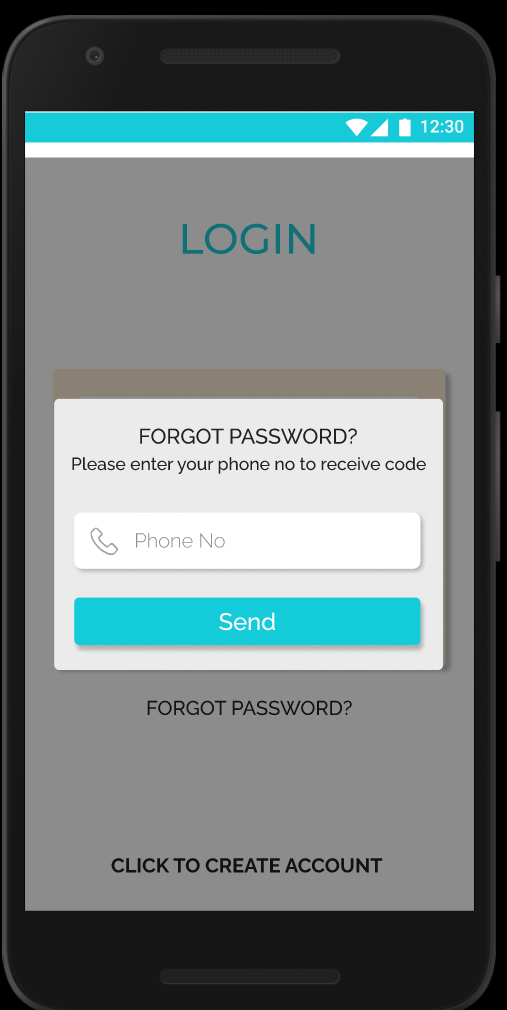 12:30
LOGIN
FORGOT PASSWORD?
Please enter your phone no to receive code
Phone No
Send
FORGOT PASSWORD?
CLICK TO CREATE ACCOUNT